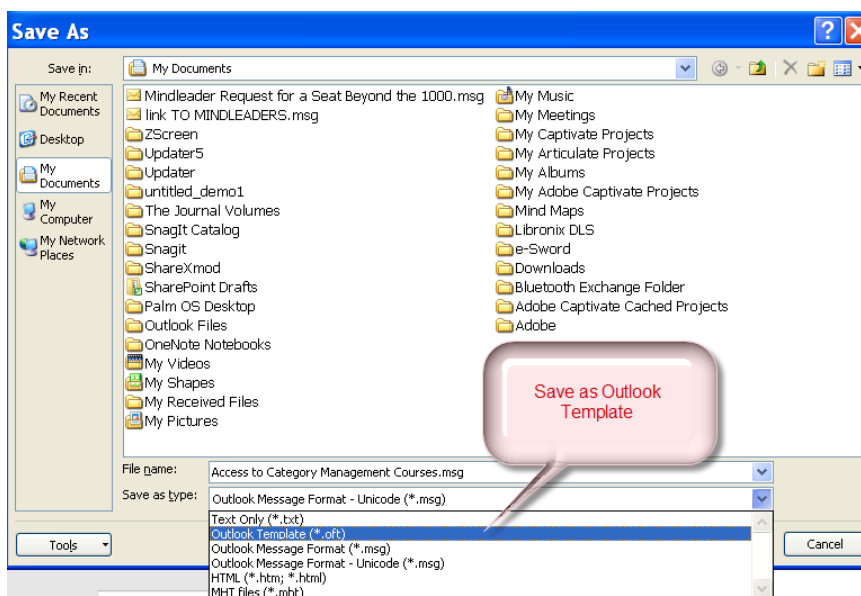 Save As
Save in:
My Documents
My Recent
Documents
Desktop
My
Documents
My
Computer
My Network
Places
Mindleader Request for a Seat Beyond the 1000.msg
link TO MINDLEADERS.msg
ZScreen
Updater5
Updater
untitled_demo1
The Journal Volumes
SnagIt Catalog
Snagit
ShareXmod
SharePoint Drafts
Palm OS Desktop
Outlook Files
OneNote Notebooks
My Videos
My Shapes
My Received Files
My Pictures
My Music
My Meetings
My Captivate Projects
My Articulate Projects
My Albums
My Adobe Captivate Projects
Mind Maps
Libronix DLS
e-Sword
Downloads
Bluetooth Exchange Folder
Adobe Captivate Cached Projects
Adobe
Save as Outlook
Template
File name:
Access to Category Management Courses.msg
Save as type:
Outlook Message Format - Unicode (*.msg)
Text Only (*.txt)
Outlook Template (*.oft)
Outlook Message Format (*.msg)
Outlook Message Format - Unicode (*.msg)
HTML (*.htm; *.html)
MHT files (*.mht)
Tools
Cancel